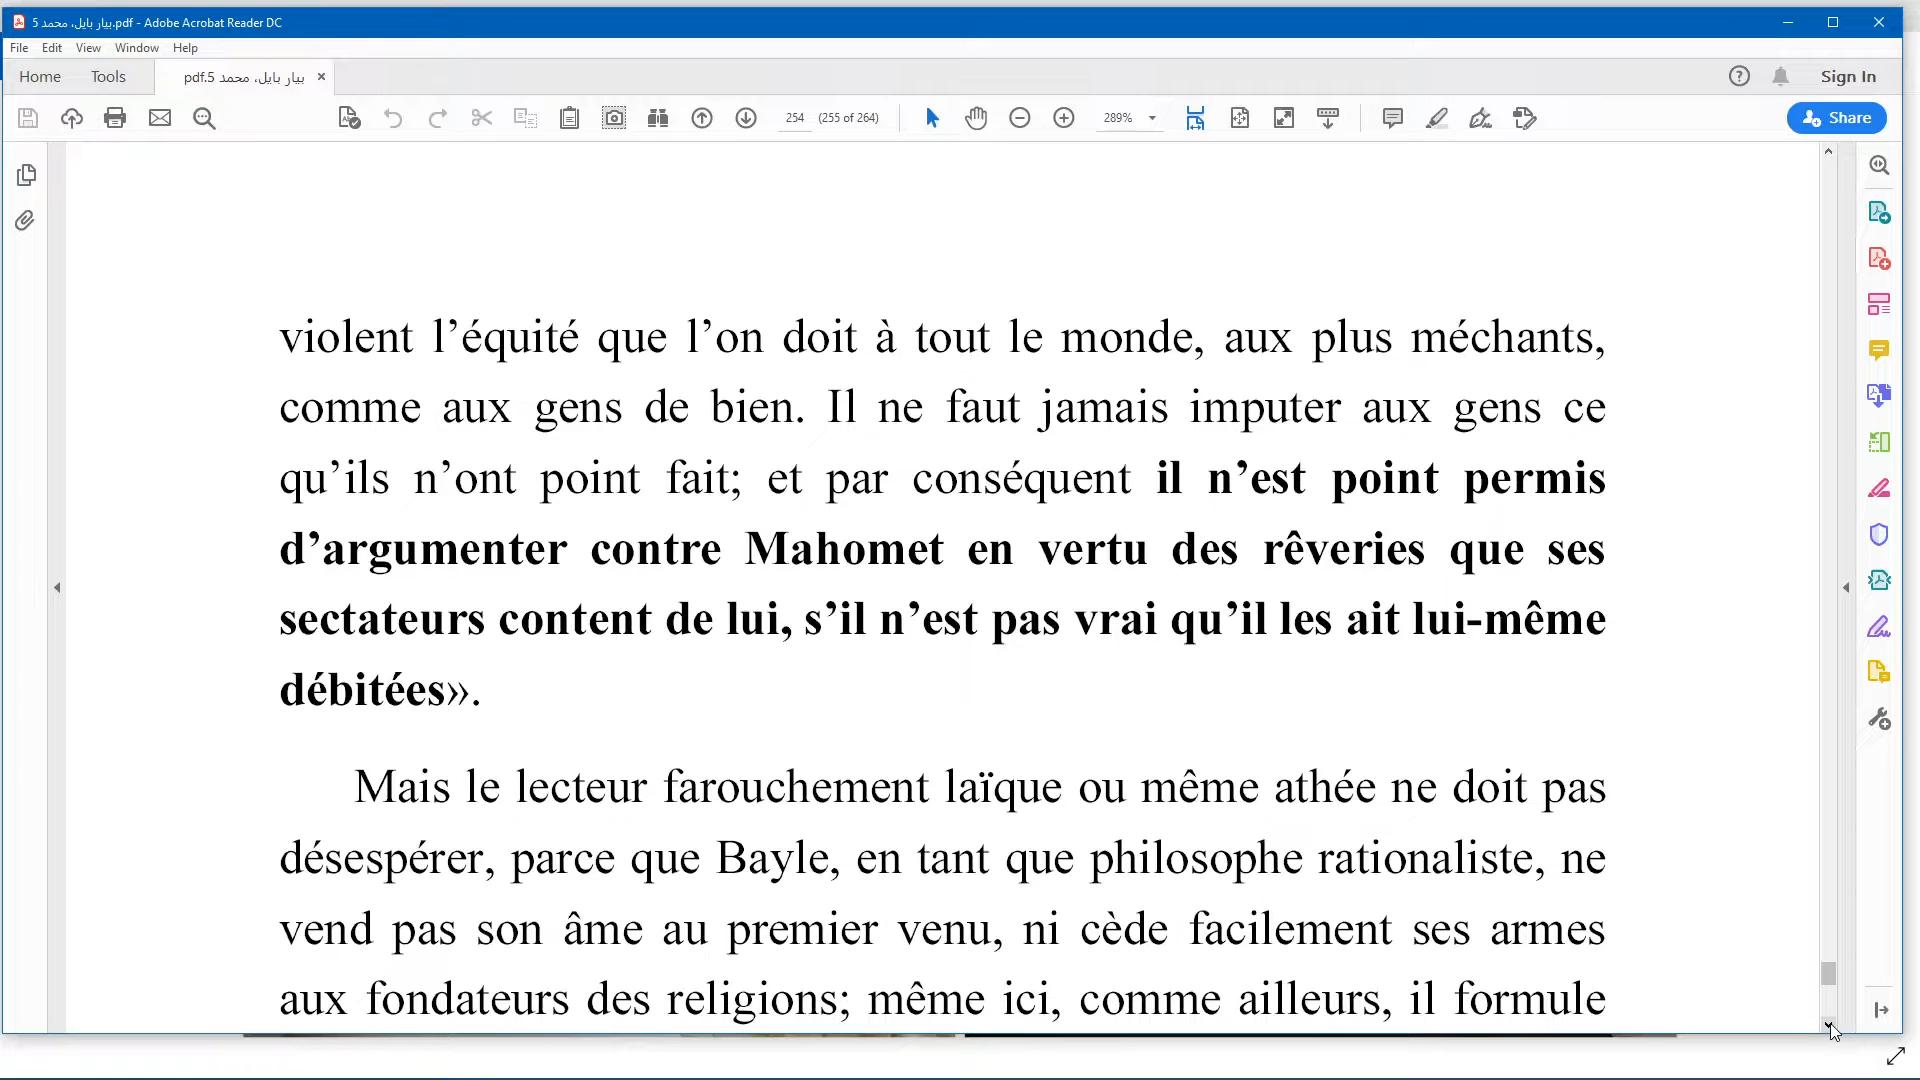 بيار بايل، محمد 5.pdf - Adobe Acrobat Reader DC
File Edit View Window Help
Home Tools بيار بايل، محمد 5.pdf × Sign In
254 (255 of 264) 289% Share
violent l’équité que l’on doit à tout le monde, aux plus méchants,
comme aux gens de bien. Il ne faut jamais imputer aux gens ce
qu’ils n’ont point fait; et par conséquent il n’est point permis
d’argumenter contre Mahomet en vertu des rêveries que ses
sectateurs content de lui, s’il n’est pas vrai qu’il les ait lui-même
débitées».
Mais le lecteur farouchement laïque ou même athée ne doit pas
désespérer, parce que Bayle, en tant que philosophe rationaliste, ne
vend pas son âme au premier venu, ni cède facilement ses armes
aux fondateurs des religions; même ici, comme ailleurs, il formule